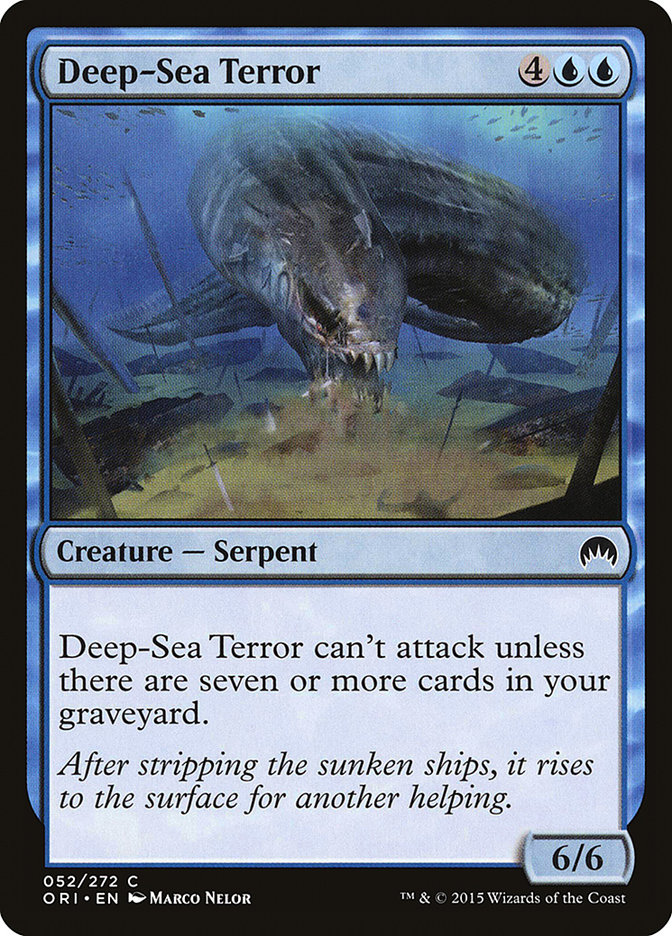 Deep-Sea Terror 4
Creature — Serpent
Deep-Sea Terror can't attack unless
there are seven or more cards in your
graveyard.
After stripping the sunken ships, it rises
to the surface for another helping.
6/6
052/272 C
ORI • EN Marco Nelor
™ & © 2015 Wizards of the Coast